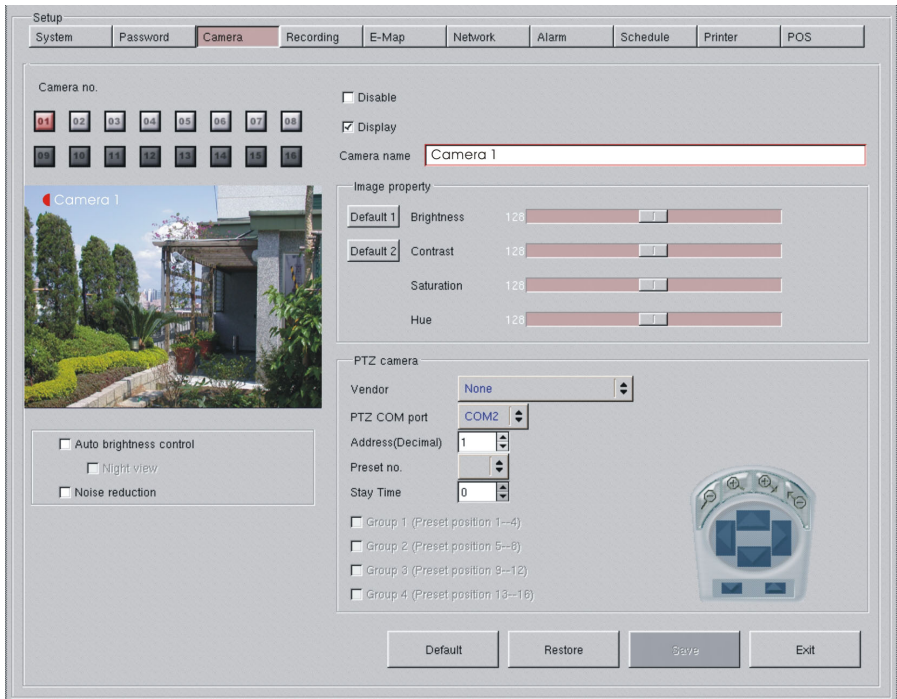 Setup
System Password Camera Recording E-Map Network Alarm Schedule Printer POS
Camera no.
01 02 03 04 05 06 07 08
09 10 11 12 13 14 15 16
Camera 1
Auto brightness control
Night view
Noise reduction
Disable
Display
Camera name Camera 1
Image property
Default 1 Brightness 128
Default 2 Contrast 128
Saturation 128
Hue 128
PTZ camera
Vendor None
PTZ COM port COM2
Address(Decimal) 1
Preset no.
Stay Time 0
Group 1 (Preset position 1--4)
Group 2 (Preset position 5--8)
Group 3 (Preset position 9--12)
Group 4 (Preset position 13--16)
Default Restore Save Exit